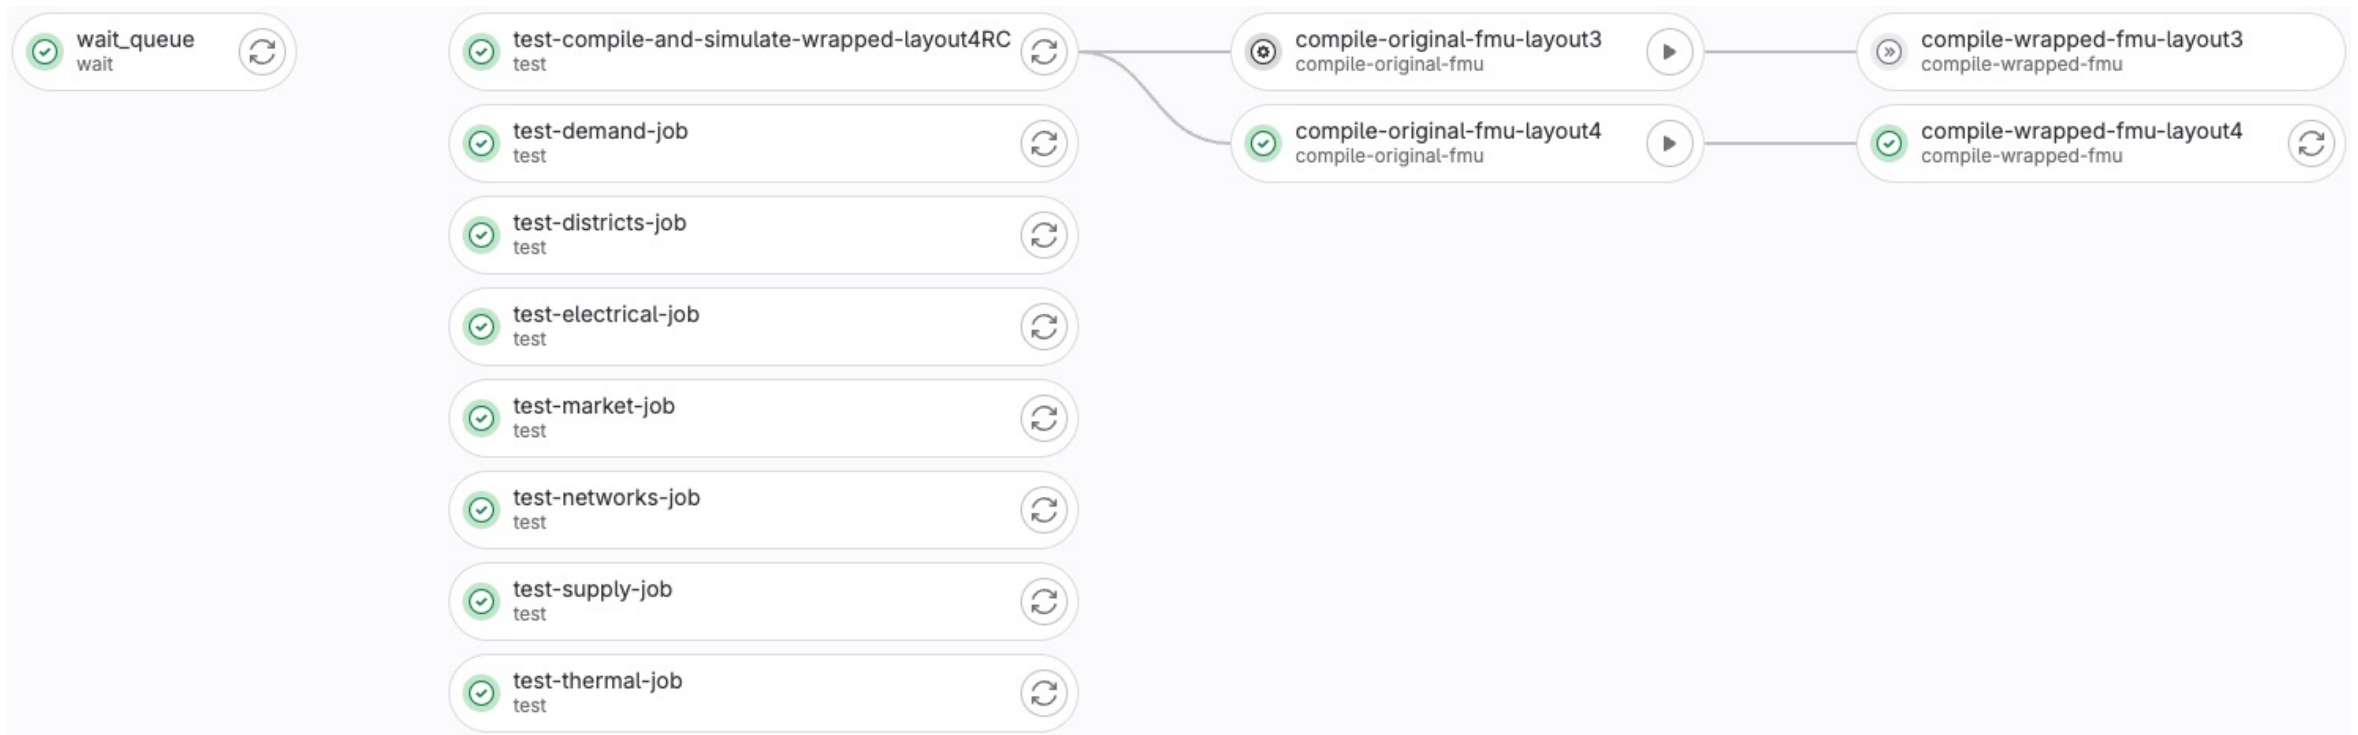 wait_queue
wait
test-compile-and-simulate-wrapped-layout4RC
test
test-demand-job
test
test-districts-job
test
test-electrical-job
test
test-market-job
test
test-networks-job
test
test-supply-job
test
test-thermal-job
test
compile-original-fmu-layout3
compile-original-fmu
compile-original-fmu-layout4
compile-original-fmu
compile-wrapped-fmu-layout3
compile-wrapped-fmu
compile-wrapped-fmu-layout4
compile-wrapped-fmu